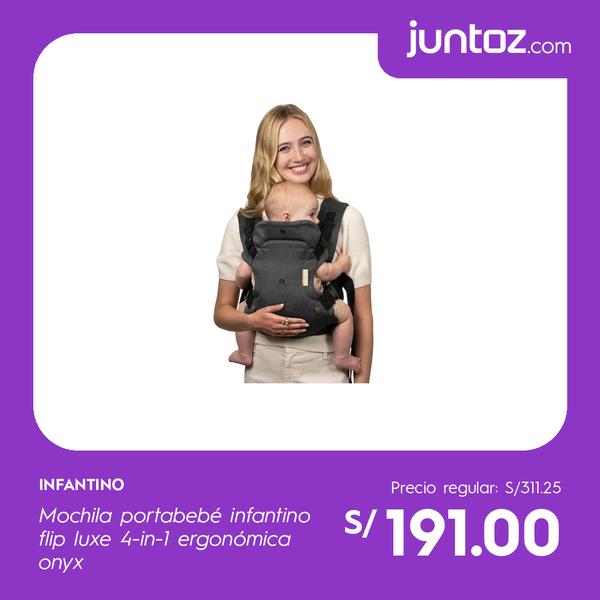 juntoz.com
INFANTINO
Mochila portabebé infantino
flip luxe 4-in-1 ergonómica
onyx
Precio regular: S/311.25
S/191.00